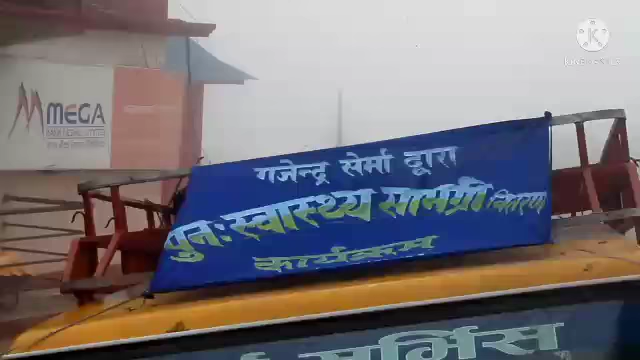 MEGA
गजेन्द्र सेर्मा द्वारा
पुनः स्वास्थ्य सामग्री वितरण
कार्यक्रम
सर्भिस